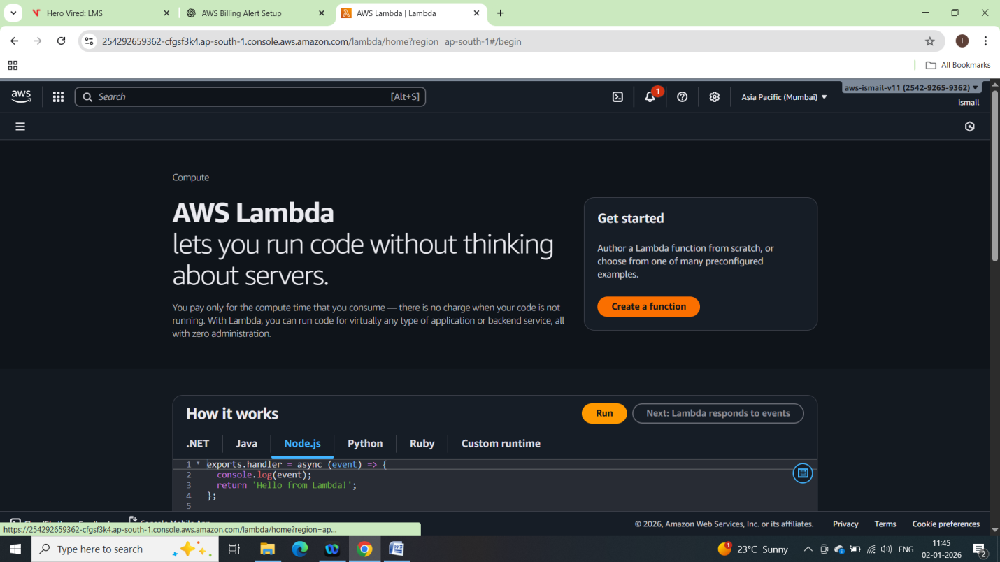 Hero Vired: LMS
AWS Billing Alert Setup
AWS Lambda | Lambda
254292659362-cfgsf3k4.ap-south-1.console.aws.amazon.com/lambda/home?region=ap-south-1#/begin
I
All Bookmarks
aws
Search
[Alt+S]
1
Asia Pacific (Mumbai)
aws-ismail-v11 (2542-9265-9362)
ismail
Compute
AWS Lambda
lets you run code without thinking
about servers.
You pay only for the compute time that you consume — there is no charge when your code is not
running. With Lambda, you can run code for virtually any type of application or backend service, all
with zero administration.
Get started
Author a Lambda function from scratch, or
choose from one of many preconfigured
examples.
Create a function
How it works
Run
Next: Lambda responds to events
.NET
Java
Node.js
Python
Ruby
Custom runtime
1 exports.handler = async (event) => {
2 console.log(event);
3 return 'Hello from Lambda!';
4 };
5
© 2026, Amazon Web Services, Inc. or its affiliates.
Privacy
Terms
Cookie preferences
https://254292659362-cfgsf3k4.ap-south-1.console.aws.amazon.com/lambda/home?region=ap...
Type here to search
1
23°C Sunny
ENG
11:45
02-01-2026
2